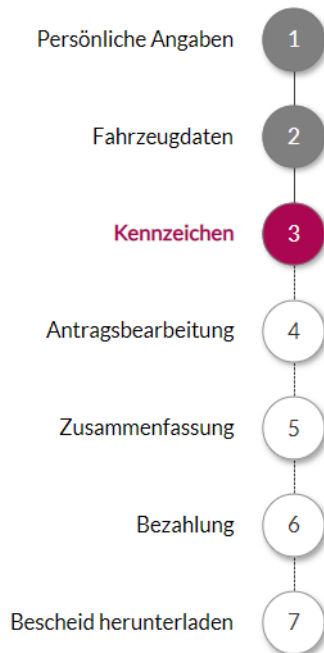 Persönliche Angaben 1
Fahrzeugdaten 2
Kennzeichen 3
Antragsbearbeitung 4
Zusammenfassung 5
Bezahlung 6
Bescheid herunterladen 7